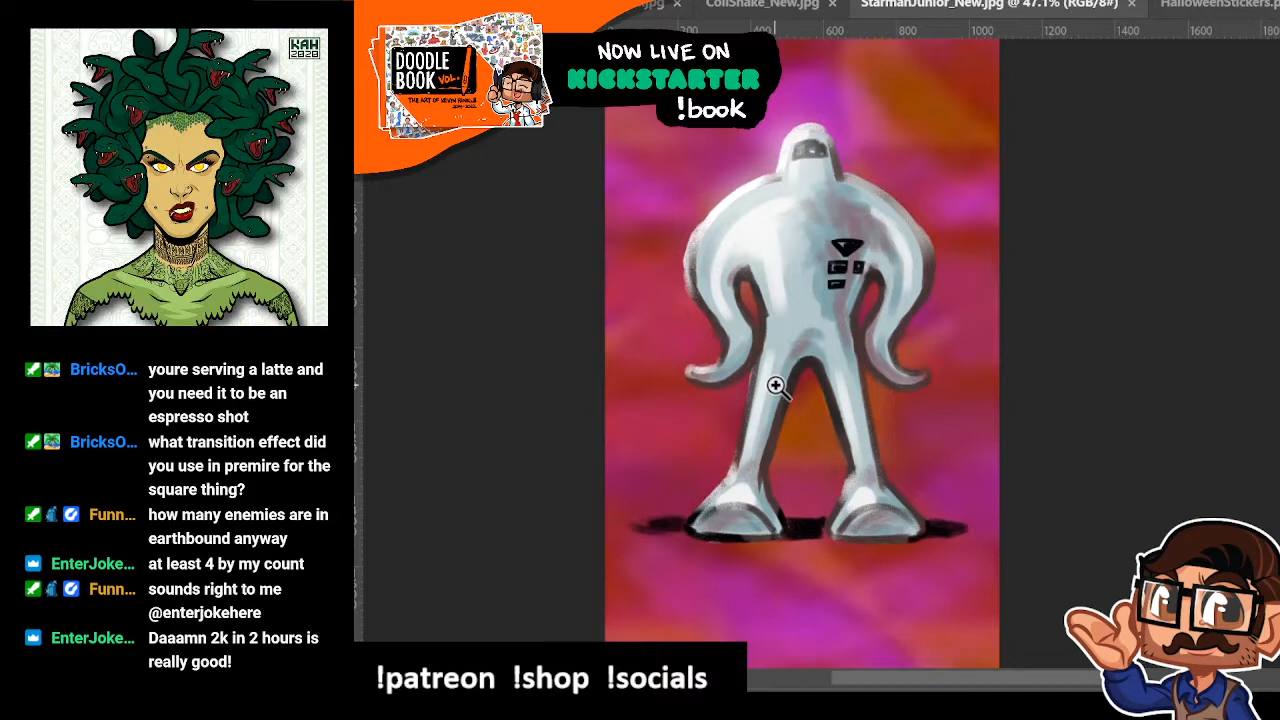 .jpg × CoilSnake_New.jpg × StarmanJunior_New.jpg @ 47.1% (RGB/8#) × HalloweenStickers.p
600 800 1000 1200 1400 1600 1800
KAH
2020
DOODLE
BOOK VOL. 1
NOW LIVE ON
KICKSTARTER
!book
BricksO... youre serving a latte and
you need it to be an
espresso shot
BricksO... what transition effect did
you use in premire for the
square thing?
Funn... how many enemies are in
earthbound anyway
EnterJoke... at least 4 by my count
Funn... sounds right to me
@enterjokehere
EnterJoke... Daaamn 2k in 2 hours is
really good!
!patreon !shop !socials